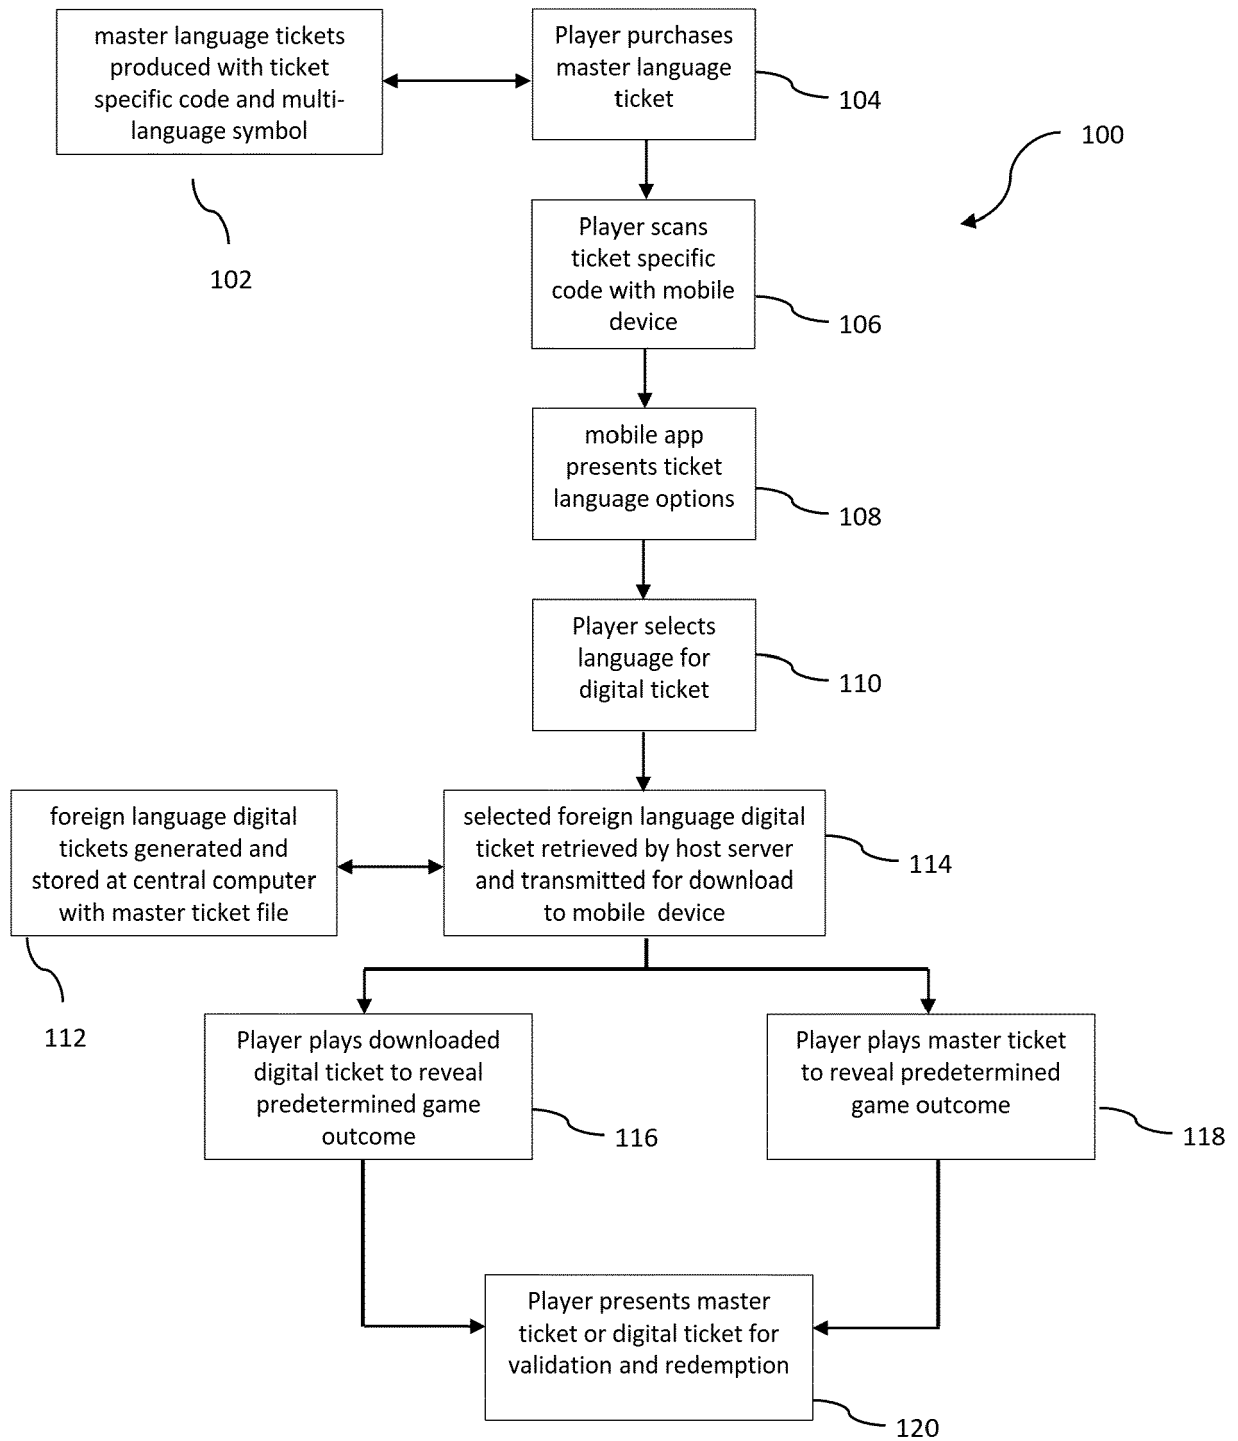 master language tickets
produced with ticket
specific code and multi-
language symbol
102
Player purchases
master language
ticket
104
100
Player scans
ticket specific
code with mobile
device
106
mobile app
presents ticket
language options
108
Player selects
language for
digital ticket
110
foreign language digital
tickets generated and
stored at central computer
with master ticket file
112
selected foreign language digital
ticket retrieved by host server
and transmitted for download
to mobile device
114
Player plays downloaded
digital ticket to reveal
predetermined game
outcome
116
Player plays master ticket
to reveal predetermined
game outcome
118
Player presents master
ticket or digital ticket for
validation and redemption
120